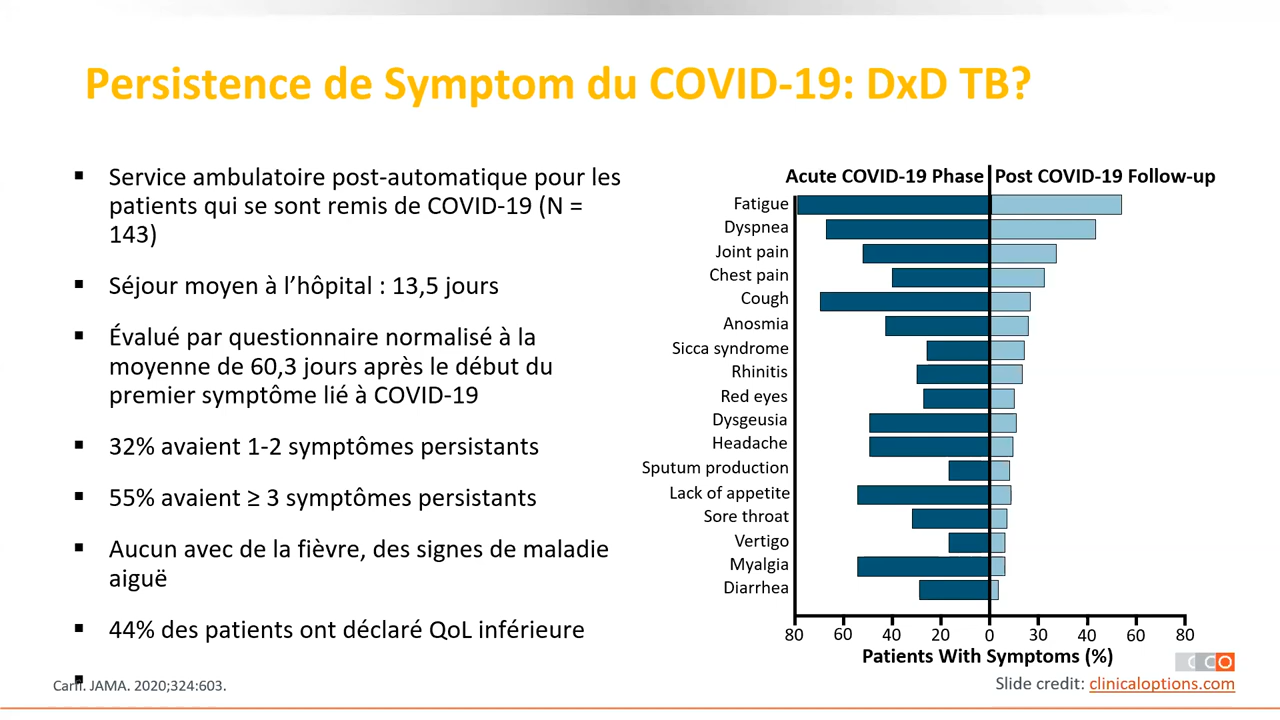 Persistence de Symptom du COVID-19: DxD TB?
▪ Service ambulatoire post-automatique pour les
patients qui se sont remis de COVID-19 (N =
143)
▪ Séjour moyen à l’hôpital : 13,5 jours
▪ Évalué par questionnaire normalisé à la
moyenne de 60,3 jours après le début du
premier symptôme lié à COVID-19
▪ 32% avaient 1-2 symptômes persistants
▪ 55% avaient ≥ 3 symptômes persistants
▪ Aucun avec de la fièvre, des signes de maladie
aiguë
▪ 44% des patients ont déclaré QoL inférieure
Acute COVID-19 Phase
Post COVID-19 Follow-up
Fatigue
Dyspnea
Joint pain
Chest pain
Cough
Anosmia
Sicca syndrome
Rhinitis
Red eyes
Dysgeusia
Headache
Sputum production
Lack of appetite
Sore throat
Vertigo
Myalgia
Diarrhea
80 60 40 20 0 30 40 60 80
Patients With Symptoms (%)
CCO
Carfi. JAMA. 2020;324:603.
Slide credit: clinicaloptions.com